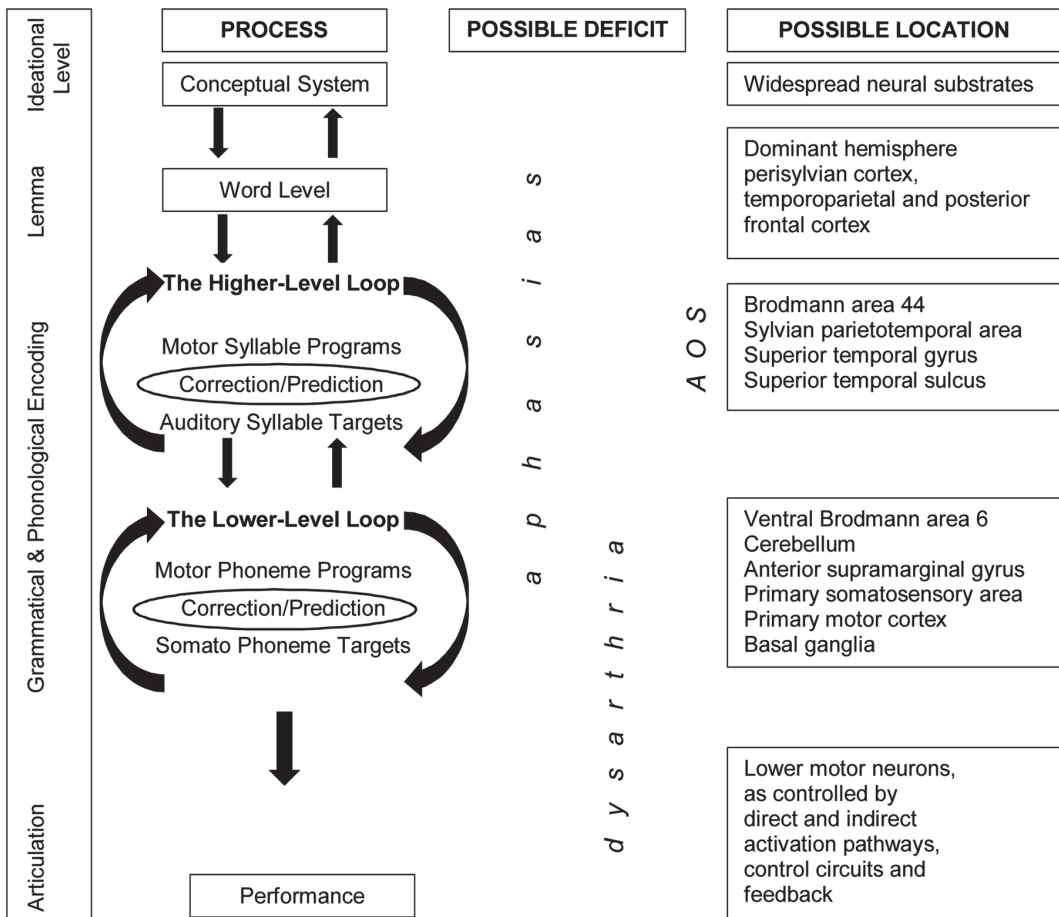 PROCESS
POSSIBLE DEFICIT
POSSIBLE LOCATION
Ideational
Level
Conceptual System
Widespread neural substrates
Lemma
Word Level
Dominant hemisphere
perisylvian cortex,
temporoparietal and posterior
frontal cortex
Grammatical & Phonological Encoding
The Higher-Level Loop
Motor Syllable Programs
Correction/Prediction
Auditory Syllable Targets
aphasias
AOS
Brodmann area 44
Sylvian parietotemporal area
Superior temporal gyrus
Superior temporal sulcus
The Lower-Level Loop
Motor Phoneme Programs
Correction/Prediction
Somato Phoneme Targets
dysarthria
Ventral Brodmann area 6
Cerebellum
Anterior supramarginal gyrus
Primary somatosensory area
Primary motor cortex
Basal ganglia
Articulation
Performance
Lower motor neurons,
as controlled by
direct and indirect
activation pathways,
control circuits and
feedback